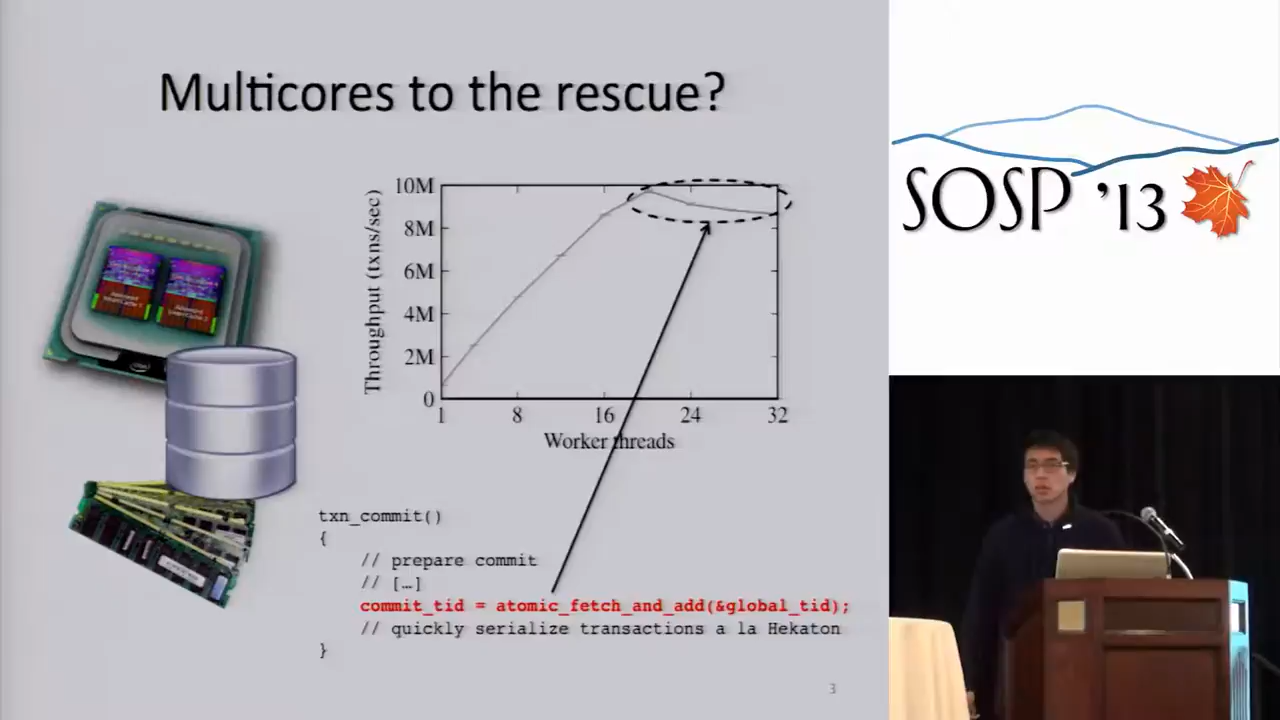 Multicores to the rescue?
10M
8M
6M
4M
2M
0
Throughput (txns/sec)
1
8
16
24
32
Worker threads
txn_commit()
{
// prepare commit
// […]
commit_tid = atomic_fetch_and_add(&global_tid);
// quickly serialize transactions a la Hekaton
}
3
SOSP '13